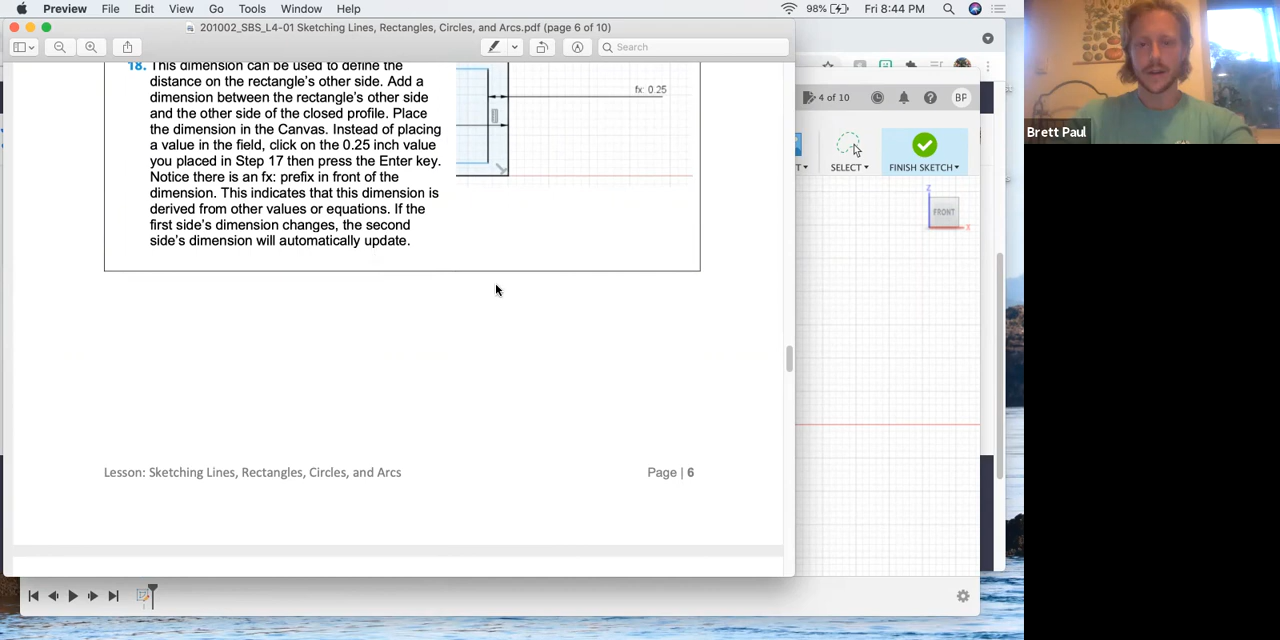 Preview File Edit View Go Tools Window Help 98% Fri 8:44 PM
201002_SBS_L4-01 Sketching Lines, Rectangles, Circles, and Arcs.pdf (page 6 of 10)
Search
18. This dimension can be used to define the
distance on the rectangle's other side. Add a
dimension between the rectangle's other side
and the other side of the closed profile. Place
the dimension in the Canvas. Instead of placing
a value in the field, click on the 0.25 inch value
you placed in Step 17 then press the Enter key.
Notice there is an fx: prefix in front of the
dimension. This indicates that this dimension is
derived from other values or equations. If the
first side's dimension changes, the second
side's dimension will automatically update.
fx: 0.25
Lesson: Sketching Lines, Rectangles, Circles, and Arcs Page | 6
4 of 10 BP
T SELECT FINISH SKETCH
Z
FRONT
X
Brett Paul